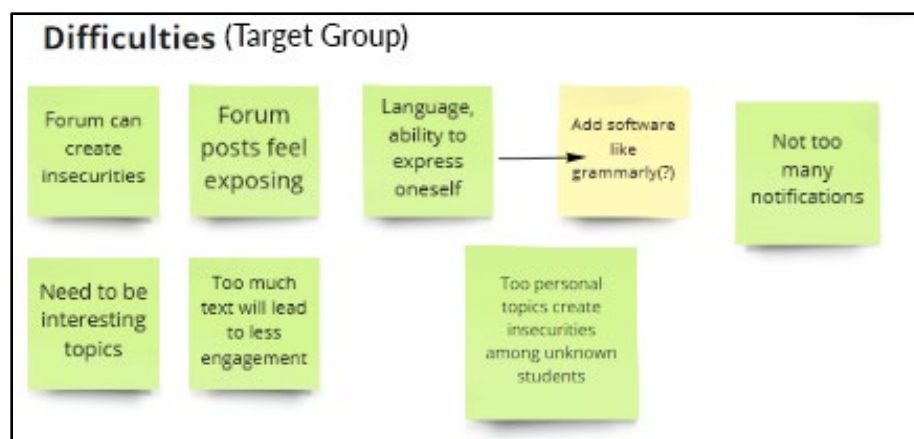 Difficulties (Target Group)
Forum can
create
insecurities
Forum
posts feel
exposing
Language,
ability to
express
oneself
Add software
like
grammarly(?)
Not too
many
notifications
Need to be
interesting
topics
Too much
text will lead
to less
engagement
Too personal
topics create
insecurities
among unknown
students